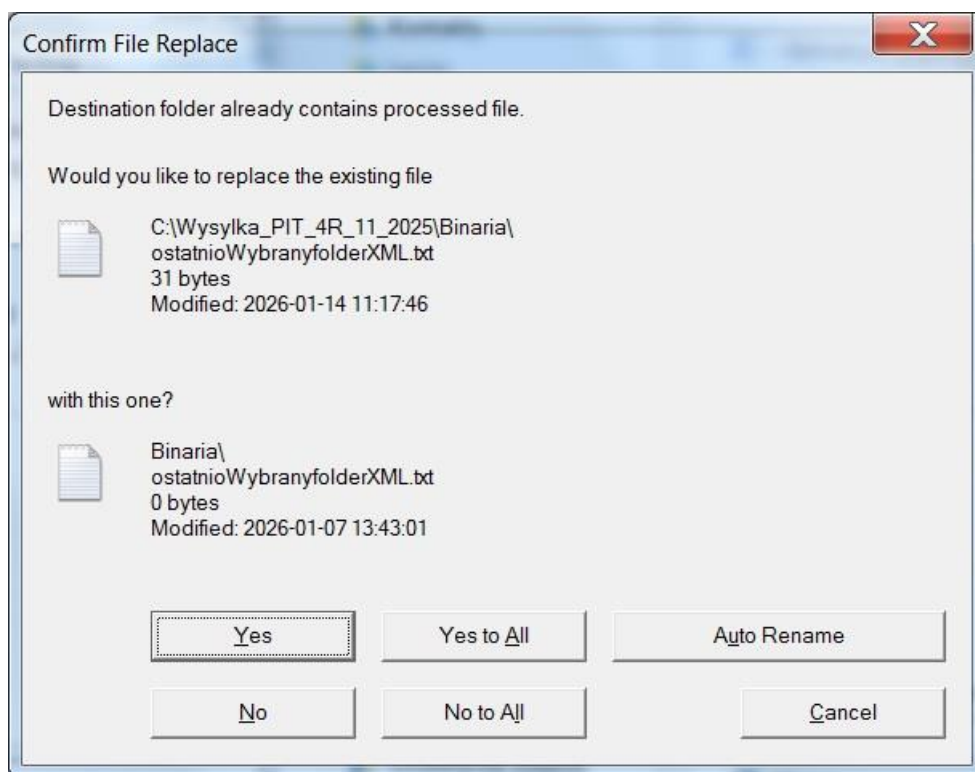 Confirm File Replace
Destination folder already contains processed file.
Would you like to replace the existing file
C:\Wysylka_PIT_4R_11_2025\Binaria\
ostatnioWybranyfolderXML.txt
31 bytes
Modified: 2026-01-14 11:17:46
with this one?
Binaria\
ostatnioWybranyfolderXML.txt
0 bytes
Modified: 2026-01-07 13:43:01
Yes
Yes to All
Auto Rename
No
No to All
Cancel